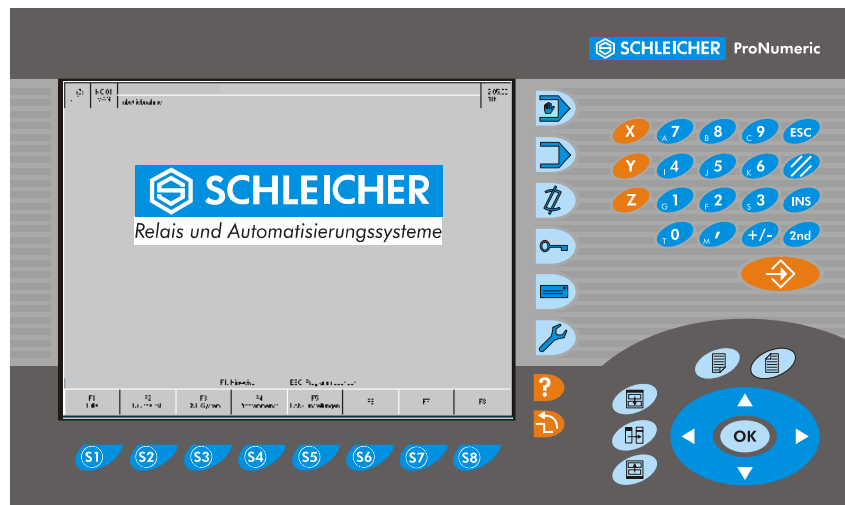 SCHLEICHER ProNumeric
NC01
SCHLEICHER
Relais und Automatisierungssysteme
F1 F2 F3 F4 F5 F6 F7 F8
S1 S2 S3 S4 S5 S6 S7 S8
X A 7 B 8 C 9 ESC
Y I 4 J 5 K 6
Z G 1 F 2 S 3 INS
T 0 M +/- 2nd
?
OK